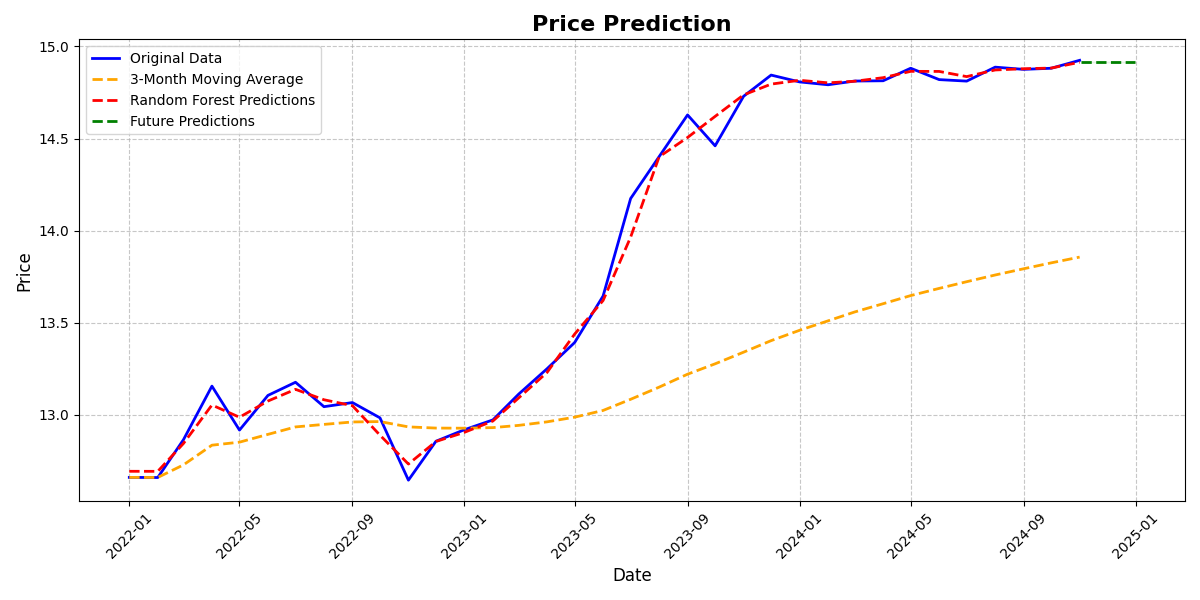 Price Prediction
Original Data
3-Month Moving Average
Random Forest Predictions
Future Predictions
15.0
14.5
14.0
13.5
13.0
Price
2022-01
2022-05
2022-09
2023-01
2023-05
2023-09
2024-01
2024-05
2024-09
2025-01
Date